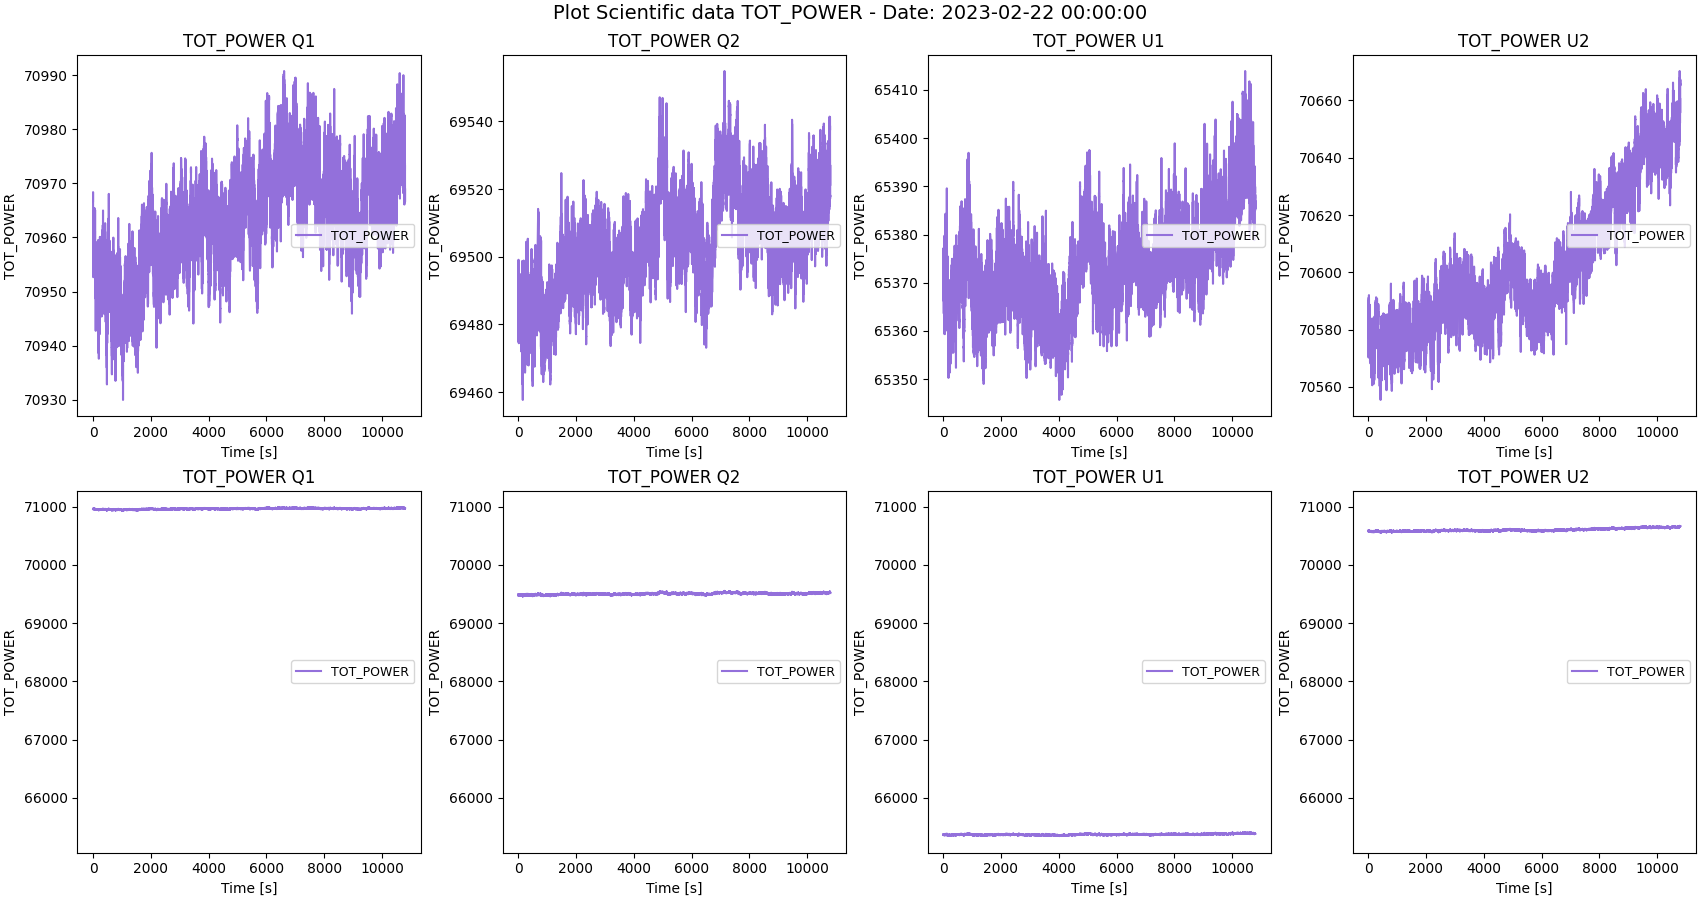 Plot Scientific data TOT_POWER - Date: 2023-02-22 00:00:00
TOT_POWER Q1
TOT_POWER
70990
70980
70970
70960
70950
70940
70930
TOT_POWER
0 2000 4000 6000 8000 10000
Time [s]
TOT_POWER Q2
TOT_POWER
69540
69520
69500
69480
69460
TOT_POWER
0 2000 4000 6000 8000 10000
Time [s]
TOT_POWER U1
TOT_POWER
65410
65400
65390
65380
65370
65360
65350
TOT_POWER
0 2000 4000 6000 8000 10000
Time [s]
TOT_POWER U2
TOT_POWER
70660
70640
70620
70600
70580
70560
TOT_POWER
0 2000 4000 6000 8000 10000
Time [s]
TOT_POWER Q1
TOT_POWER
71000
70000
69000
68000
67000
66000
TOT_POWER
0 2000 4000 6000 8000 10000
Time [s]
TOT_POWER Q2
TOT_POWER
71000
70000
69000
68000
67000
66000
TOT_POWER
0 2000 4000 6000 8000 10000
Time [s]
TOT_POWER U1
TOT_POWER
71000
70000
69000
68000
67000
66000
TOT_POWER
0 2000 4000 6000 8000 10000
Time [s]
TOT_POWER U2
TOT_POWER
71000
70000
69000
68000
67000
66000
TOT_POWER
0 2000 4000 6000 8000 10000
Time [s]